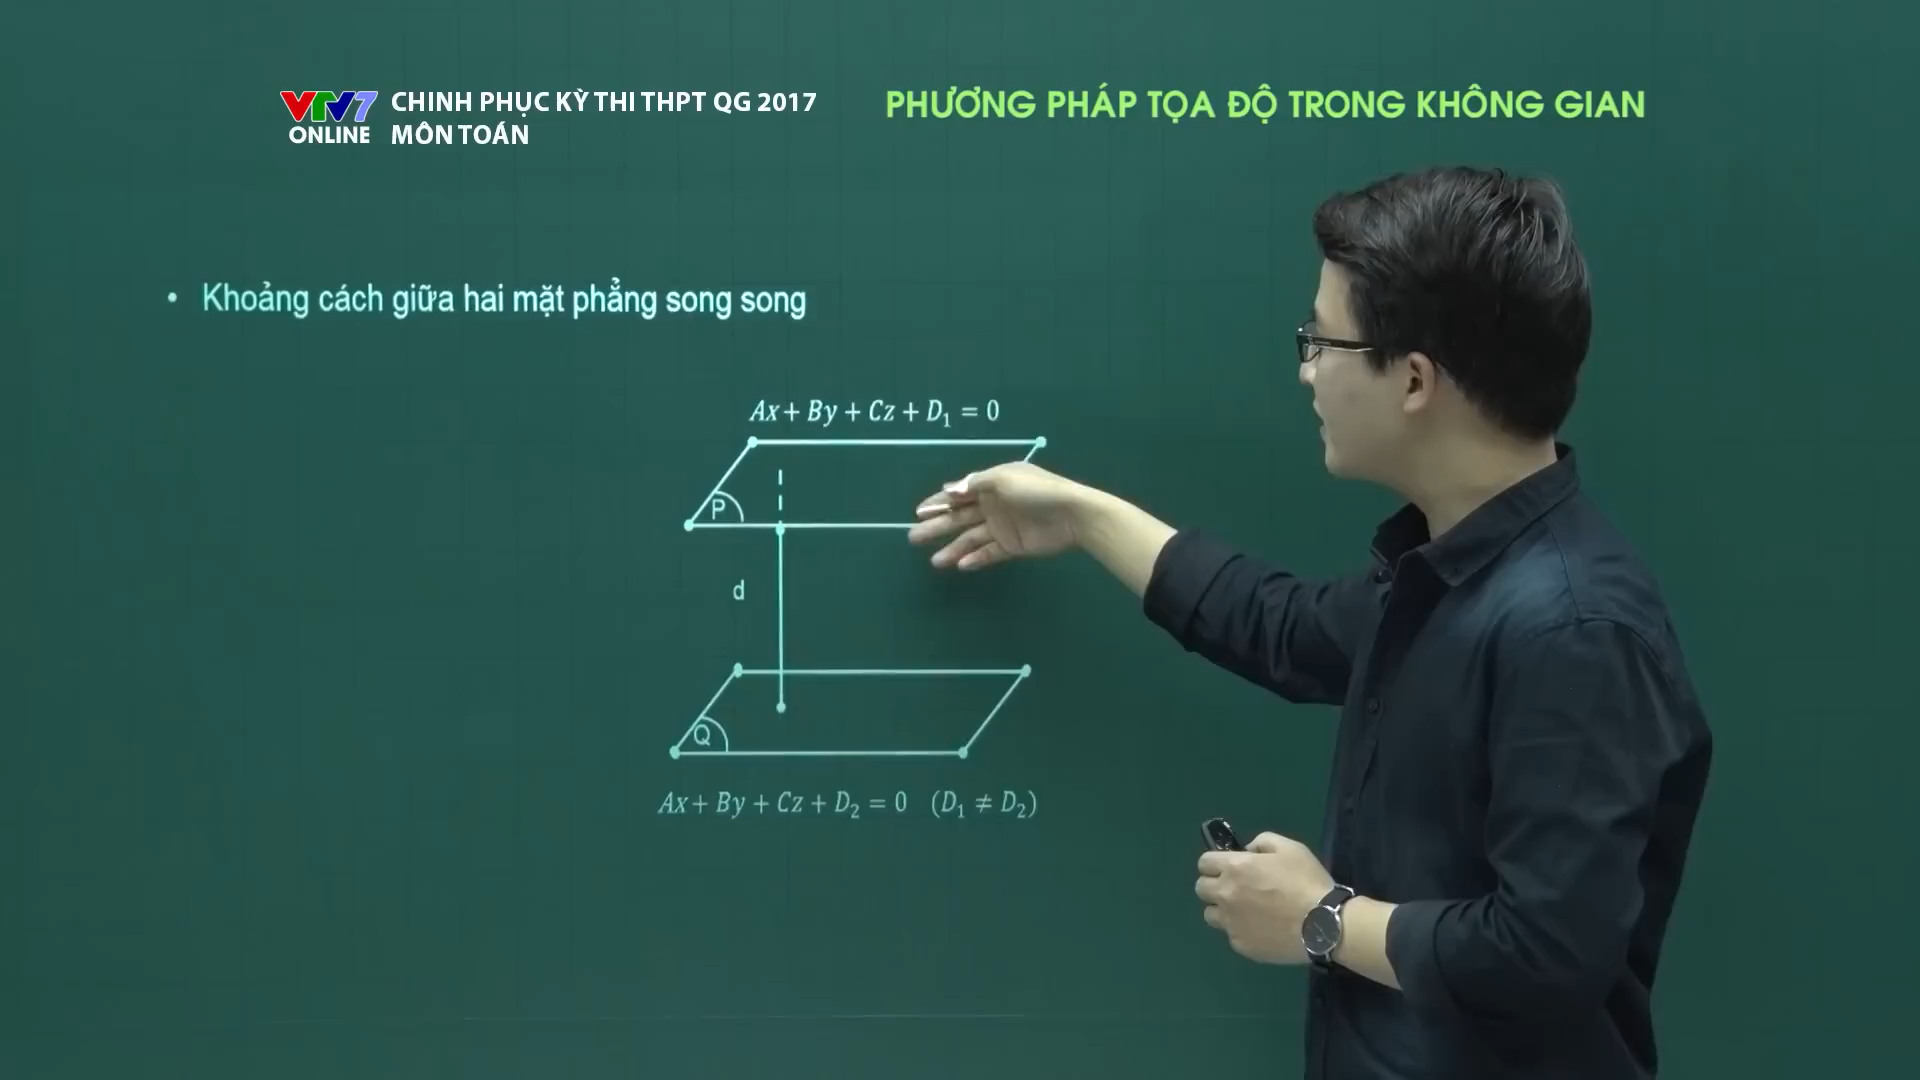 VTV7
ONLINE
CHINH PHỤC KỲ THI THPT QG 2017
MÔN TOÁN
PHƯƠNG PHÁP TỌA ĐỘ TRONG KHÔNG GIAN
• Khoảng cách giữa hai mặt phẳng song song
Ax + By + Cz + D₁ = 0
P
d
Q
Ax + By + Cz + D₂ = 0 (D₁ ≠ D₂)